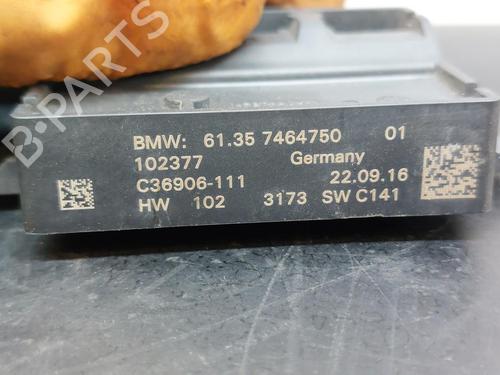 BMW: 61.35 7464750 01
102377 Germany
C36906-111 22.09.16
HW 102 3173 SW C141
B-PARTS